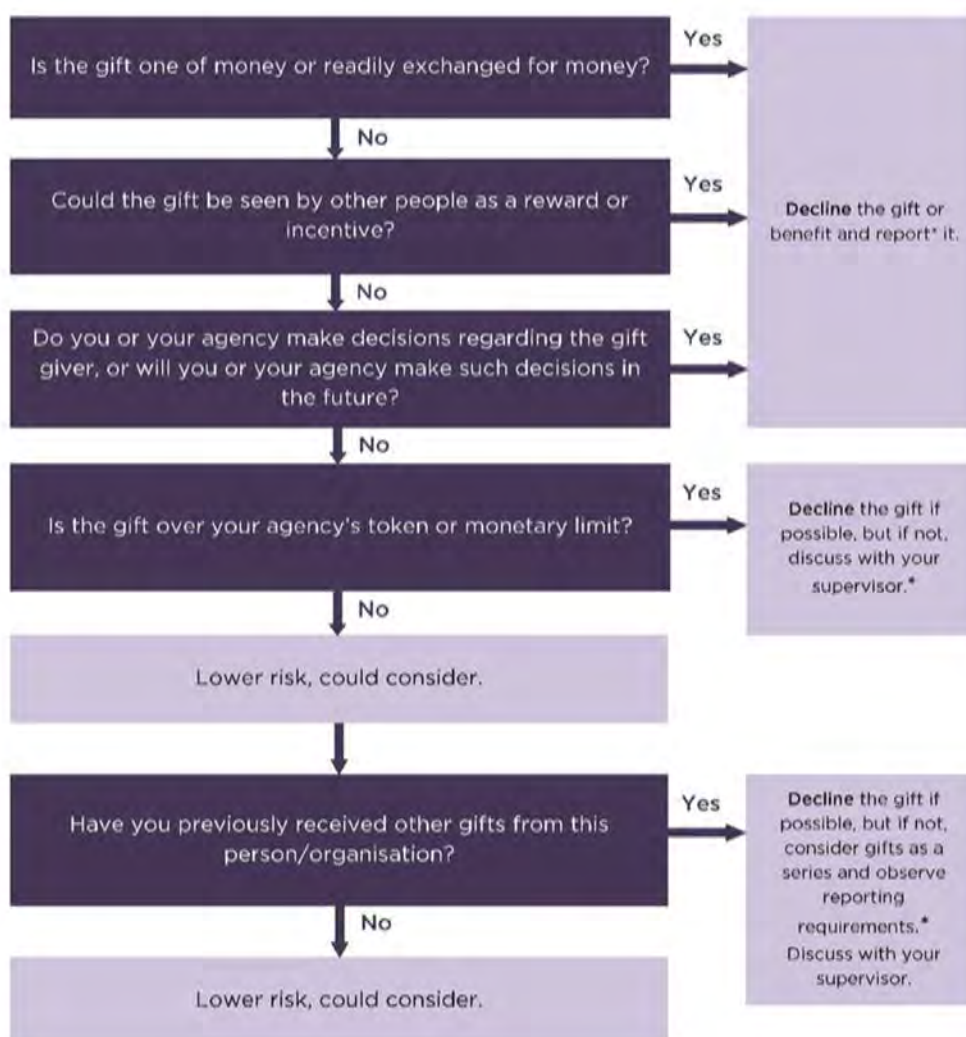 Is the gift one of money or readily exchanged for money?
Yes
No
Could the gift be seen by other people as a reward or
incentive?
Yes
Decline the gift or
benefit and report* it.
No
Do you or your agency make decisions regarding the gift
giver, or will you or your agency make such decisions in
the future?
Yes
No
Is the gift over your agency's token or monetary limit?
Yes
Decline the gift if
possible, but if not,
discuss with your
supervisor.*
No
Lower risk, could consider.
Have you previously received other gifts from this
person/organisation?
Yes
Decline the gift if
possible, but if not,
consider gifts as a
series and observe
reporting
requirements.*
Discuss with your
supervisor.
No
Lower risk, could consider.